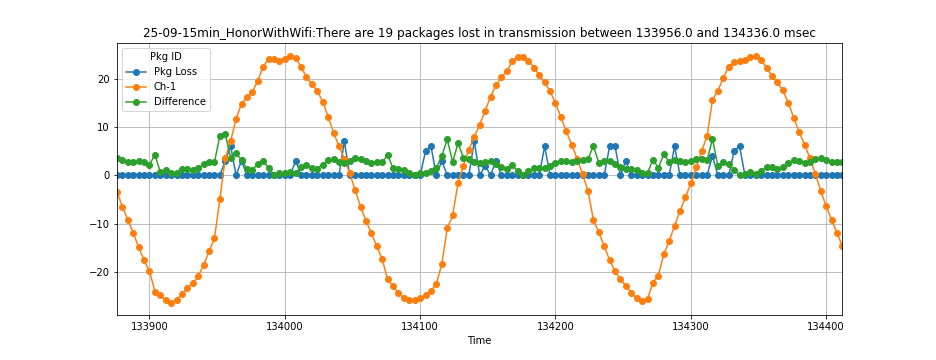 25-09-15min_HonorWithWifi:There are 19 packages lost in transmission between 133956.0 and 134336.0 msec
Pkg ID
Pkg Loss
Ch-1
Difference
20
10
0
−10
−20
133900 134000 134100 134200 134300 134400
Time